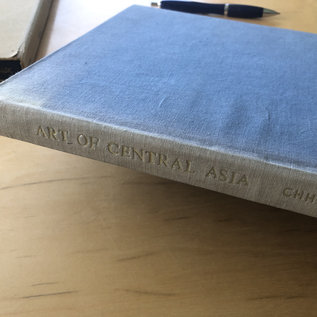 ART OF CENTRAL ASIA